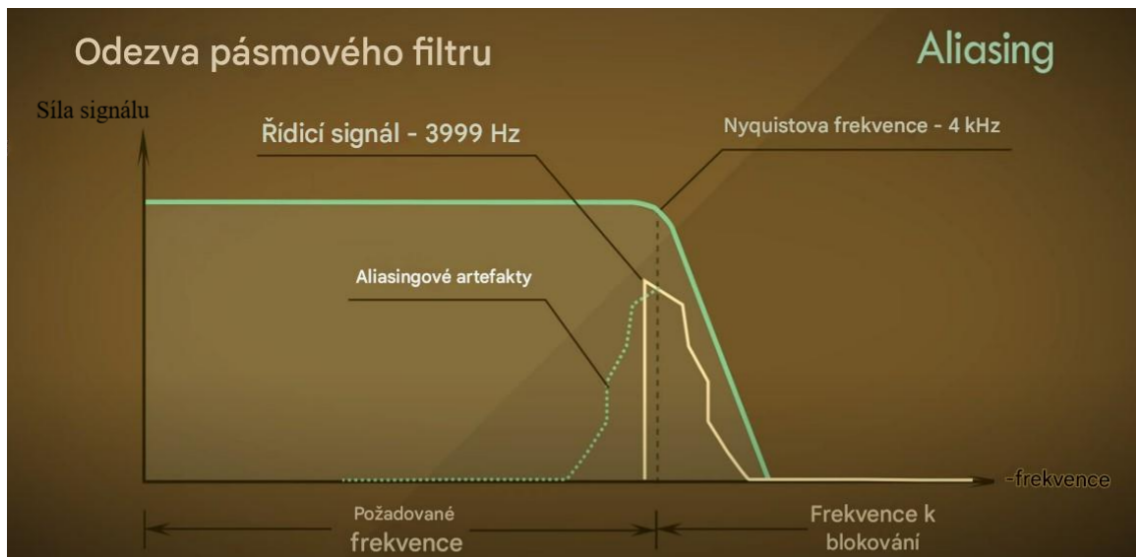 Odezva pásmového filtru
Aliasing
Síla signálu
Řídicí signál - 3999 Hz
Nyquistova frekvence - 4 kHz
Aliasingové artefakty
-frekvence
Požadované
frekvence
Frekvence k
blokování